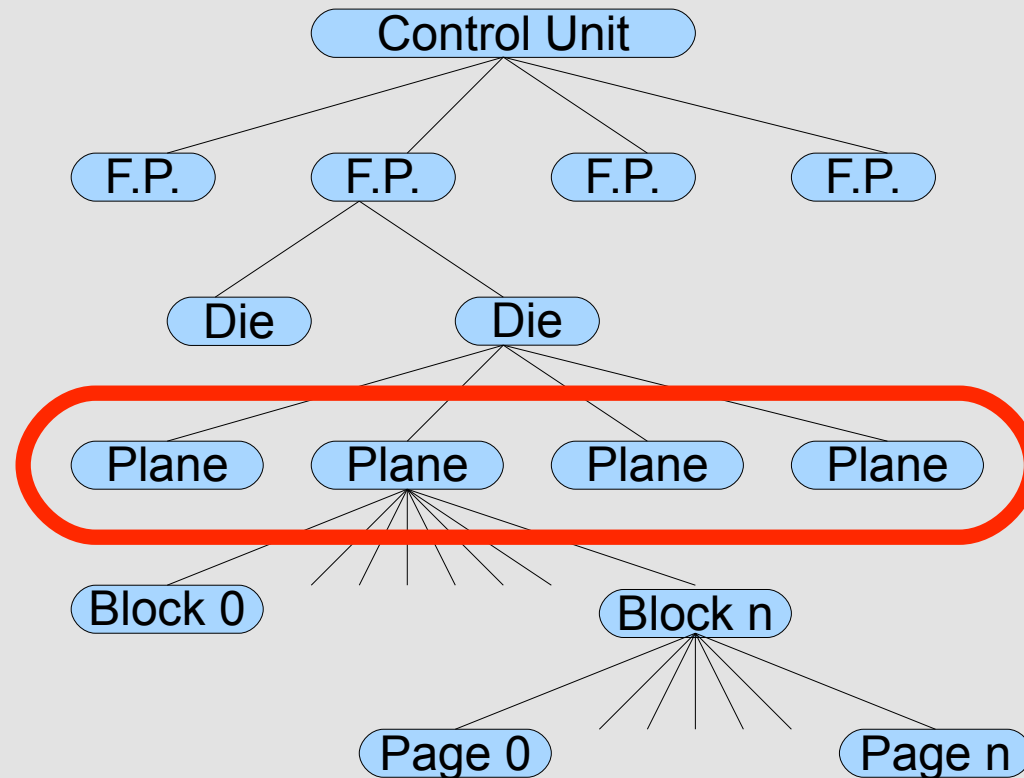 Control Unit
F.P. F.P. F.P. F.P.
Die Die
Plane Plane Plane Plane
Block 0 Block n
Page 0 Page n